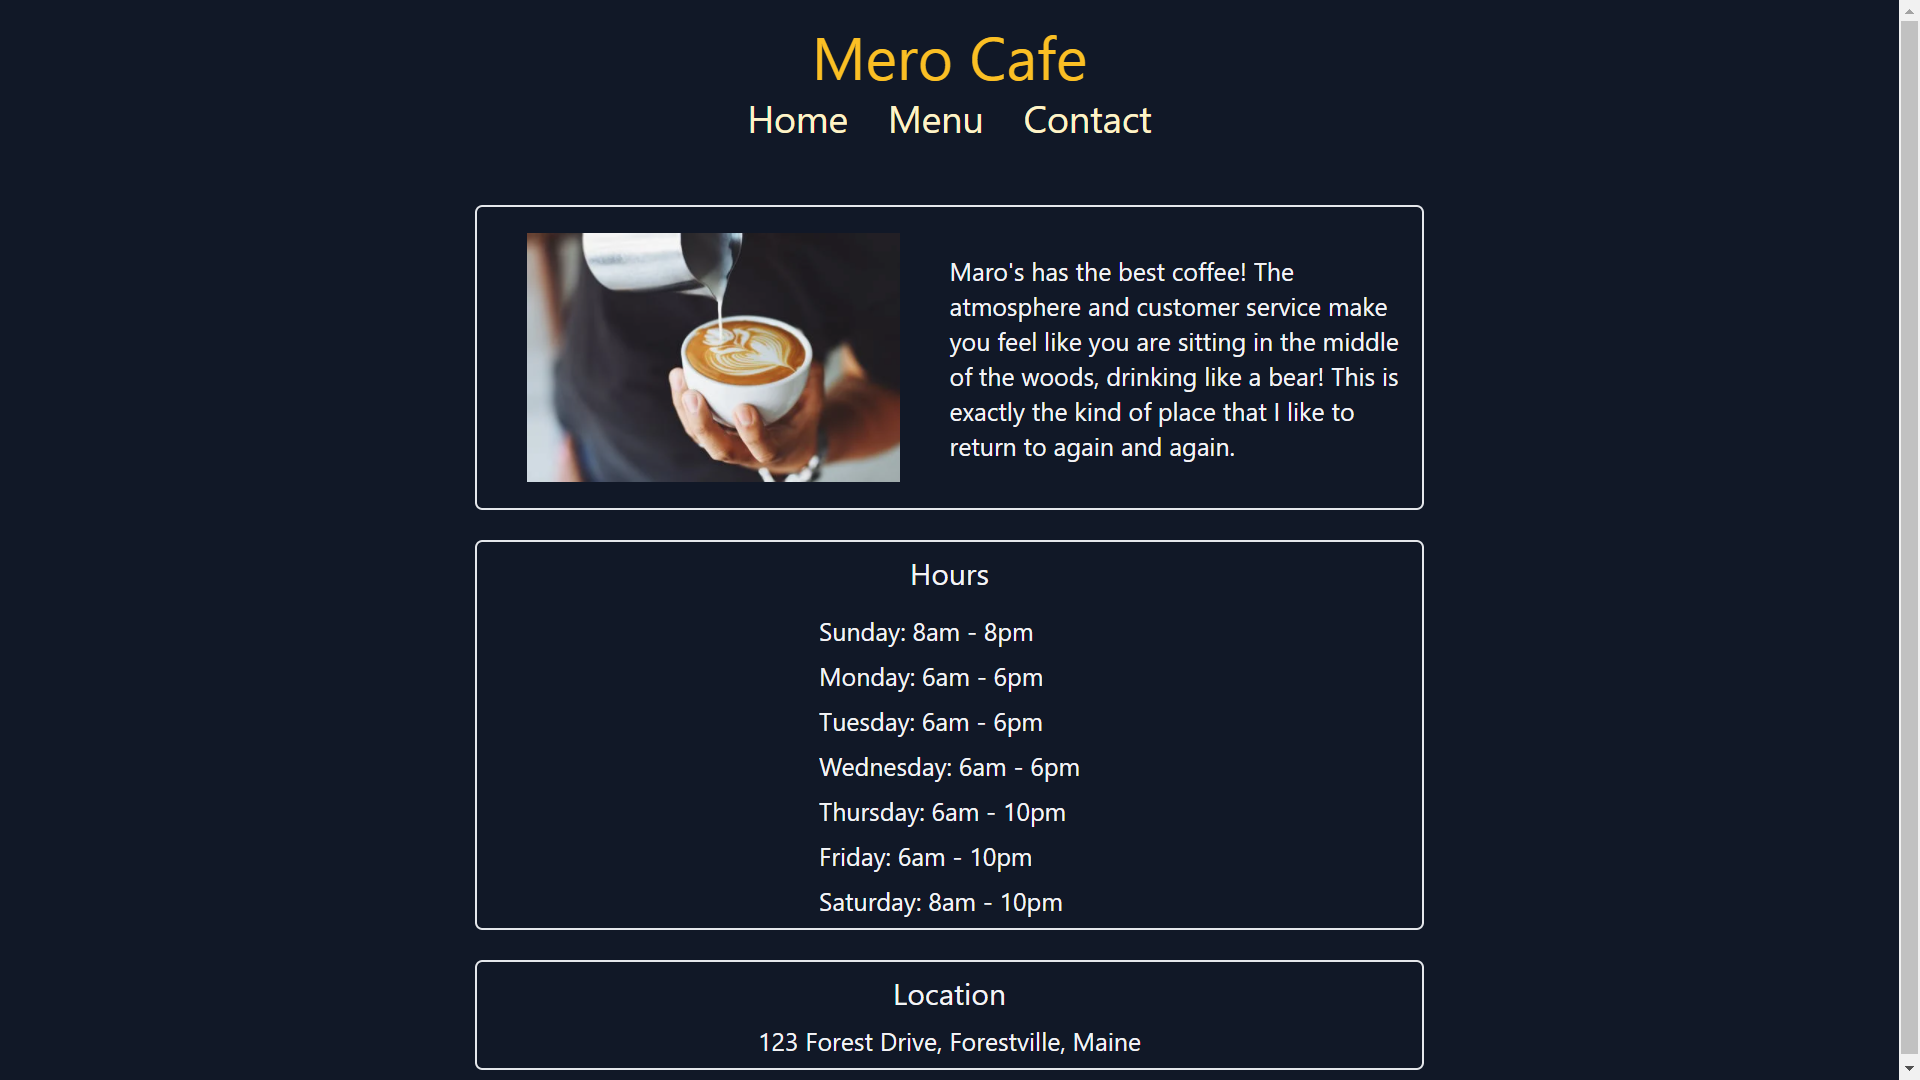 Mero Cafe
Home Menu Contact
Maro's has the best coffee! The
atmosphere and customer service make
you feel like you are sitting in the middle
of the woods, drinking like a bear! This is
exactly the kind of place that I like to
return to again and again.
Hours
Sunday: 8am - 8pm
Monday: 6am - 6pm
Tuesday: 6am - 6pm
Wednesday: 6am - 6pm
Thursday: 6am - 10pm
Friday: 6am - 10pm
Saturday: 8am - 10pm
Location
123 Forest Drive, Forestville, Maine